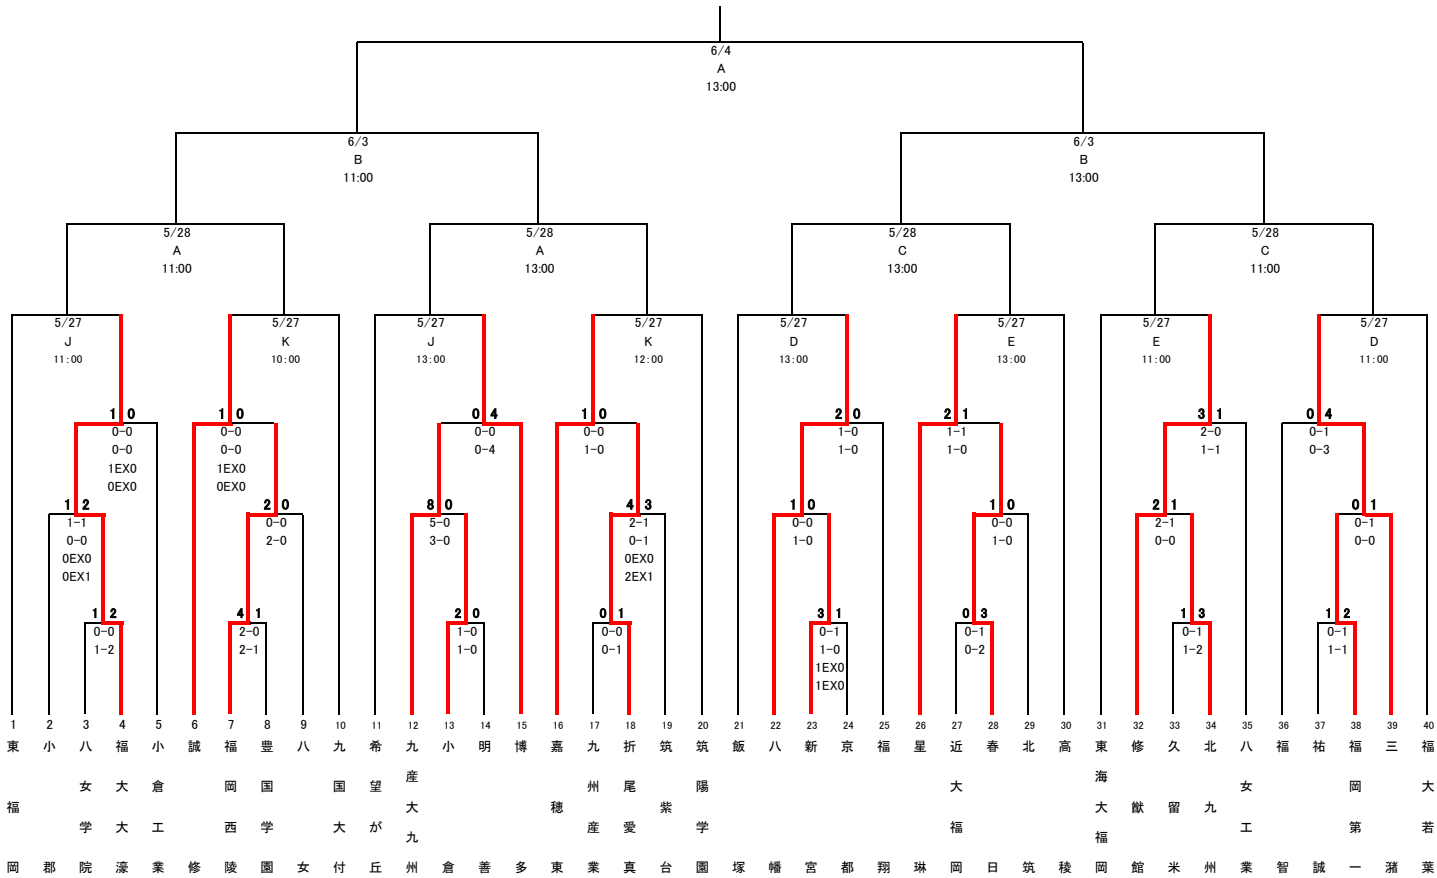 6/4
A
13:00
6/3
B
11:00
6/3
B
13:00
5/28
A
11:00
5/28
A
13:00
5/28
C
13:00
5/28
C
11:00
5/27
J
11:00
5/27
K
10:00
5/27
J
13:00
5/27
K
12:00
5/27
D
13:00
5/27
E
13:00
5/27
E
11:00
5/27
D
11:00
1 0
0-0
0-0
1EX0
0EX0
1 0
0-0
0-0
1EX0
0EX0
0 4
0-0
0-4
1 0
0-0
1-0
2 0
1-0
1-0
2 1
1-1
1-0
3 1
2-0
1-1
0 4
0-1
0-3
1 2
1-1
0-0
0EX0
0EX1
2 0
0-0
2-0
8 0
5-0
3-0
4 3
2-1
0-1
0EX0
2EX1
1 0
0-0
1-0
1 0
0-0
1-0
2 1
2-1
0-0
0 1
0-1
0-0
1 2
0-0
1-2
4 1
2-0
2-1
2 0
1-0
1-0
0 1
0-0
0-1
3 1
0-1
1-0
1EX0
1EX0
0 3
0-1
0-2
1 3
0-1
1-2
1 2
0-1
1-1
1 東福岡
2 小郡
3 八女学院
4 福大大濠
5 小倉工業
6 誠修
7 福岡西陵
8 豊国学園
9 八女
10 九国大付
11 希望が丘
12 九産大九州
13 小倉
14 明善
15 博多
16 嘉穂東
17 九州産業
18 折尾愛真
19 筑紫台
20 筑陽学園
21 飯塚
22 八幡
23 新宮
24 京都
25 福翔
26 星琳
27 近大福岡
28 春日
29 北筑
30 高稜
31 東海大福岡
32 修猷館
33 久留米
34 北九州
35 八女工業
36 福智
37 祐誠
38 福岡第一
39 三潴
40 福大若葉